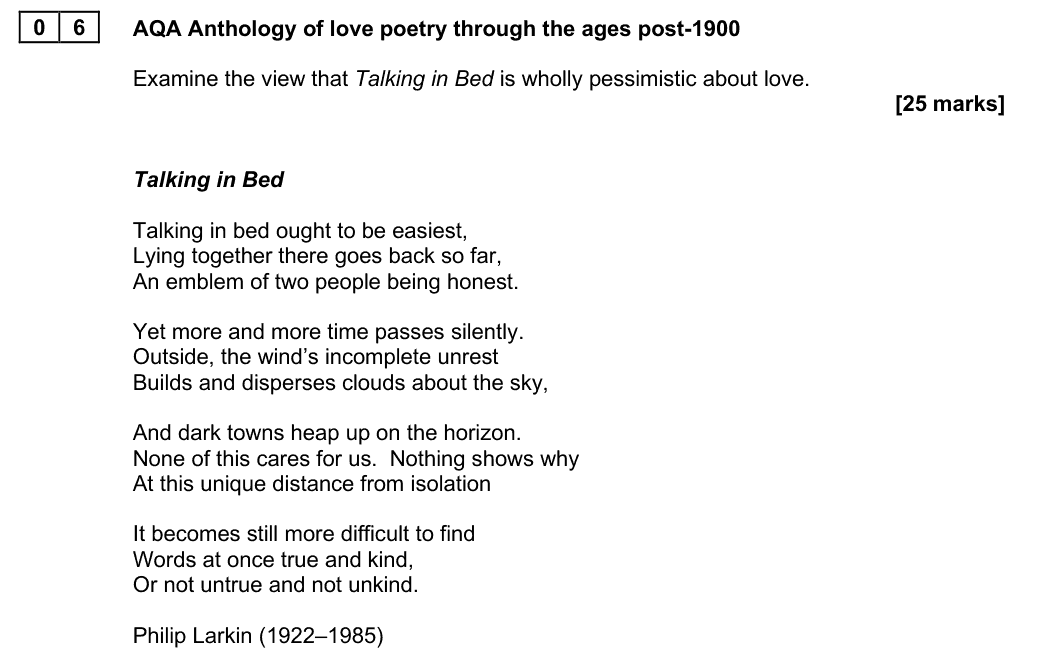 0 6 AQA Anthology of love poetry through the ages post-1900
Examine the view that Talking in Bed is wholly pessimistic about love.
[25 marks]
Talking in Bed
Talking in bed ought to be easiest,
Lying together there goes back so far,
An emblem of two people being honest.
Yet more and more time passes silently.
Outside, the wind’s incomplete unrest
Builds and disperses clouds about the sky,
And dark towns heap up on the horizon.
None of this cares for us.  Nothing shows why
At this unique distance from isolation
It becomes still more difficult to find
Words at once true and kind,
Or not untrue and not unkind.
Philip Larkin (1922–1985)